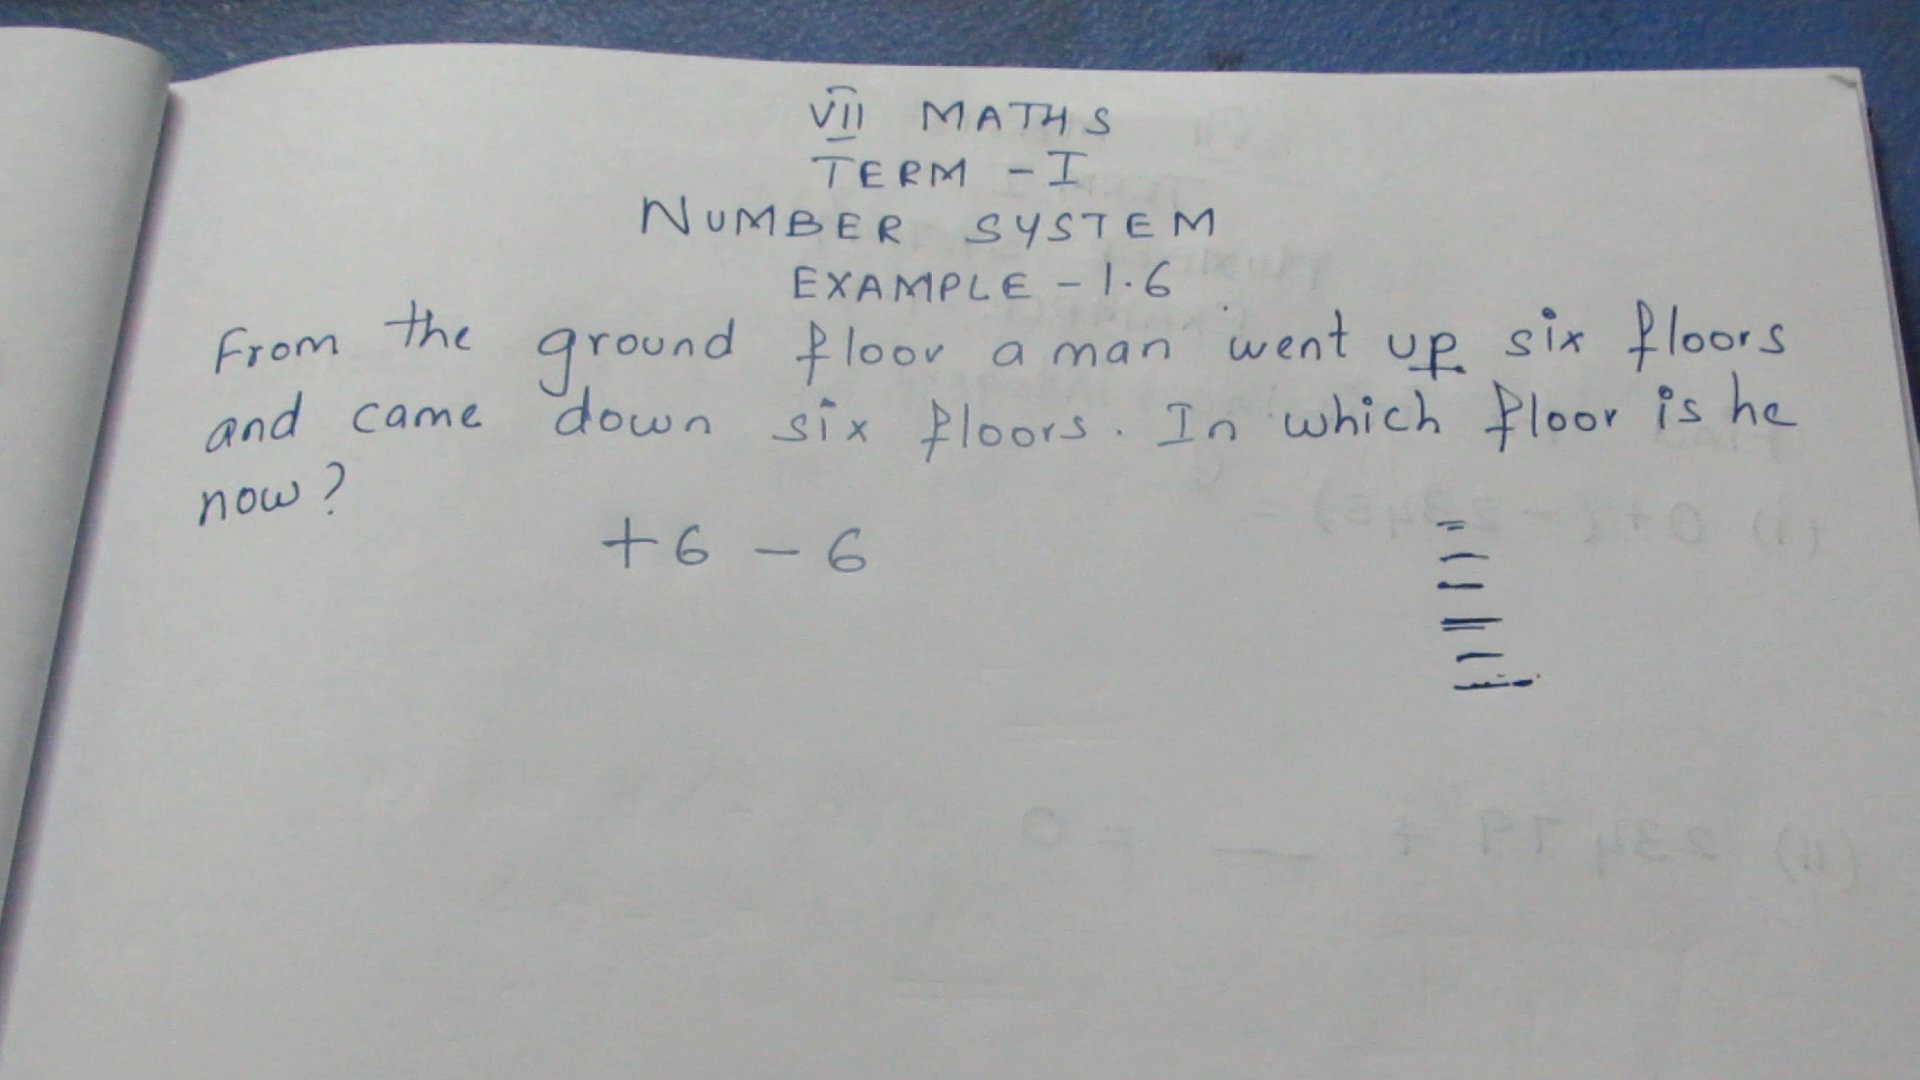 VII MATHS
TERM - I
NUMBER SYSTEM
EXAMPLE - 1.6
From the ground floor a man went up six floors
and came down six floors. In which floor is he
now?
+6 - 6